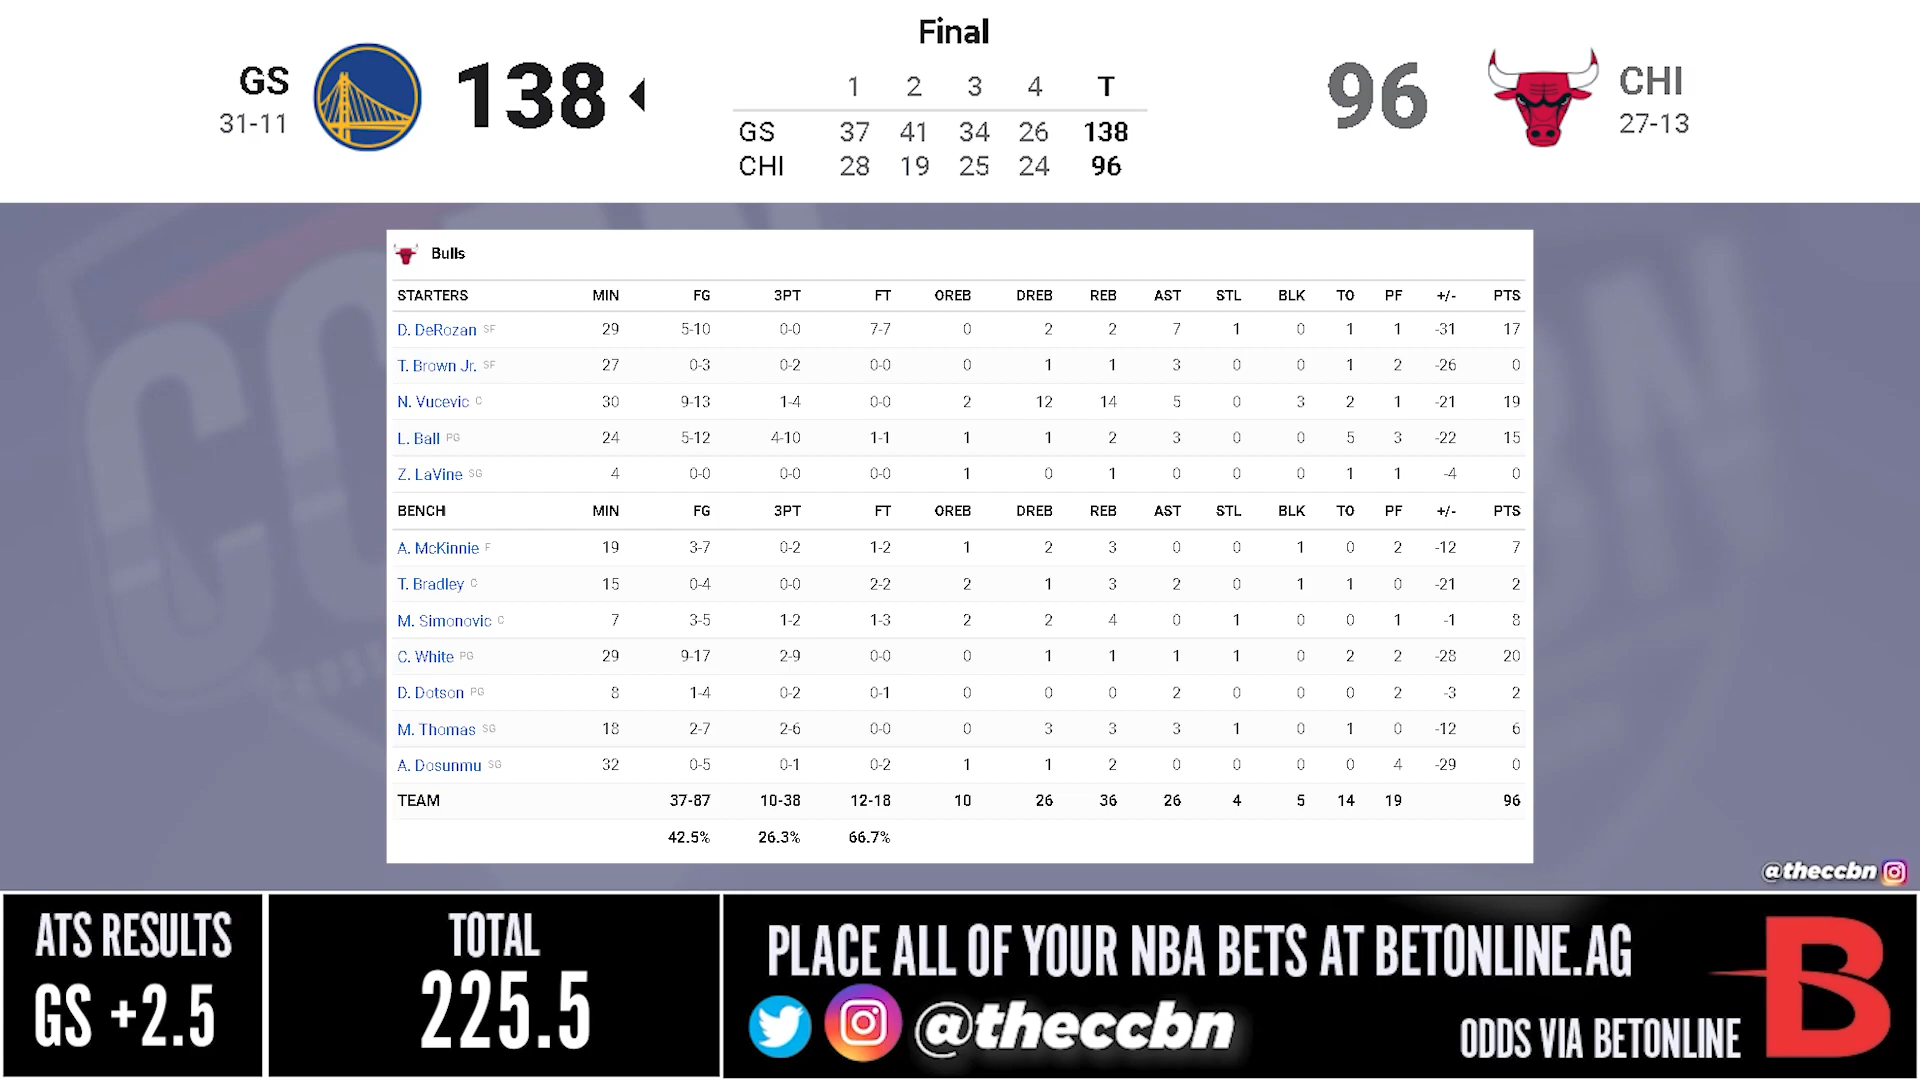 Final
GS 138 96 CHI
31-11 27-13
1 2 3 4 T
GS 37 41 34 26 138
CHI 28 19 25 24 96
Bulls
STARTERS MIN FG 3PT FT OREB DREB REB AST STL BLK TO PF +/- PTS
D. DeRozan SF 29 5-10 0-0 7-7 0 2 2 7 1 0 1 1 -31 17
T. Brown Jr. SF 27 0-3 0-2 0-0 0 1 1 3 0 0 1 2 -26 0
N. Vucevic C 30 9-13 1-4 0-0 2 12 14 5 0 3 2 1 -21 19
L. Ball PG 24 5-12 4-10 1-1 1 1 2 3 0 0 5 3 -22 15
Z. LaVine SG 4 0-0 0-0 0-0 1 0 1 0 0 0 1 1 -4 0
BENCH MIN FG 3PT FT OREB DREB REB AST STL BLK TO PF +/- PTS
A. McKinnie F 19 3-7 0-2 1-2 1 2 3 0 0 1 0 2 -12 7
T. Bradley C 15 0-4 0-0 2-2 2 1 3 2 0 1 1 0 -21 2
M. Simonovic C 7 3-5 1-2 1-3 2 2 4 0 1 0 0 1 -1 8
C. White PG 29 9-17 2-9 0-0 0 1 1 1 1 0 2 2 -28 20
D. Dotson PG 8 1-4 0-2 0-1 0 0 0 2 0 0 0 2 -3 2
M. Thomas SG 18 2-7 2-6 0-0 0 3 3 3 1 0 1 0 -12 6
A. Dosunmu SG 32 0-5 0-1 0-2 1 1 2 0 0 0 0 4 -29 0
TEAM 37-87 10-38 12-18 10 26 36 26 4 5 14 19 96
42.5% 26.3% 66.7%
@theccbn
ATS RESULTS
GS +2.5
TOTAL
225.5
PLACE ALL OF YOUR NBA BETS AT BETONLINE.AG
@theccbn
ODDS VIA BETONLINE
B